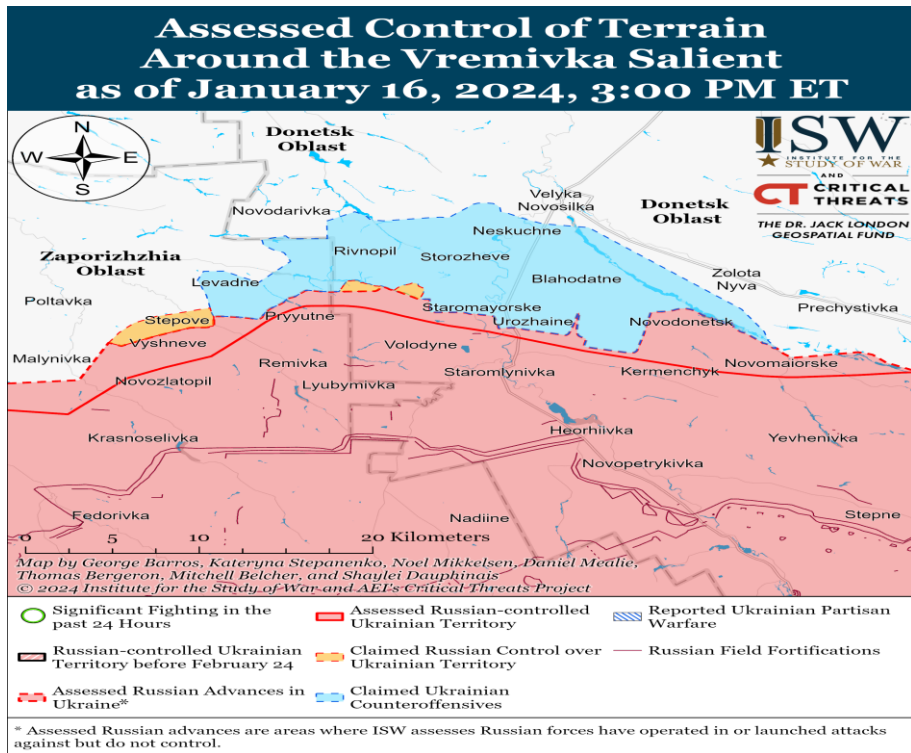 Assessed Control of Terrain
Around the Vremivka Salient
as of January 16, 2024, 3:00 PM ET
N
W E
S
Donetsk
Oblast
ISW
INSTITUTE FOR THE
STUDY OF WAR
AND
CT CRITICAL
THREATS
THE DR. JACK LONDON
GEOSPATIAL FUND
Velyka
Novosilka
Donetsk
Oblast
Novodarivka
Neskuchne
Rivnopil
Storozheve
Zaporizhzhia
Oblast
Levadne
Blahodatne
Zolota
Nyva
Poltavka
Prechystivka
Stepove
Pryyutne
Staromayorske
Urozhaine
Novodonetsk
Malynivka
Vyshneve
Volodyne
Remivka
Novomaiorske
Novozlatopil
Lyubymivka
Staromlynivka
Kermenchyk
Krasnoselivka
Heorhiivka
Yevhenivka
Novopetrykivka
Fedorivka
Nadiine
Stepne
0 5 10 20 Kilometers
Map by George Barros, Kateryna Stepanenko, Noel Mikkelsen, Daniel Mealie,
Thomas Bergeron, Mitchell Belcher, and Shaylei Dauphinais
© 2024 Institute for the Study of War and AEI's Critical Threats Project
Significant Fighting in the
past 24 Hours
Assessed Russian-controlled
Ukrainian Territory
Reported Ukrainian Partisan
Warfare
Russian-controlled Ukrainian
Territory before February 24
Claimed Russian Control over
Ukrainian Territory
Russian Field Fortifications
Assessed Russian Advances in
Ukraine*
Claimed Ukrainian
Counteroffensives
* Assessed Russian advances are areas where ISW assesses Russian forces have operated in or launched attacks
against but do not control.